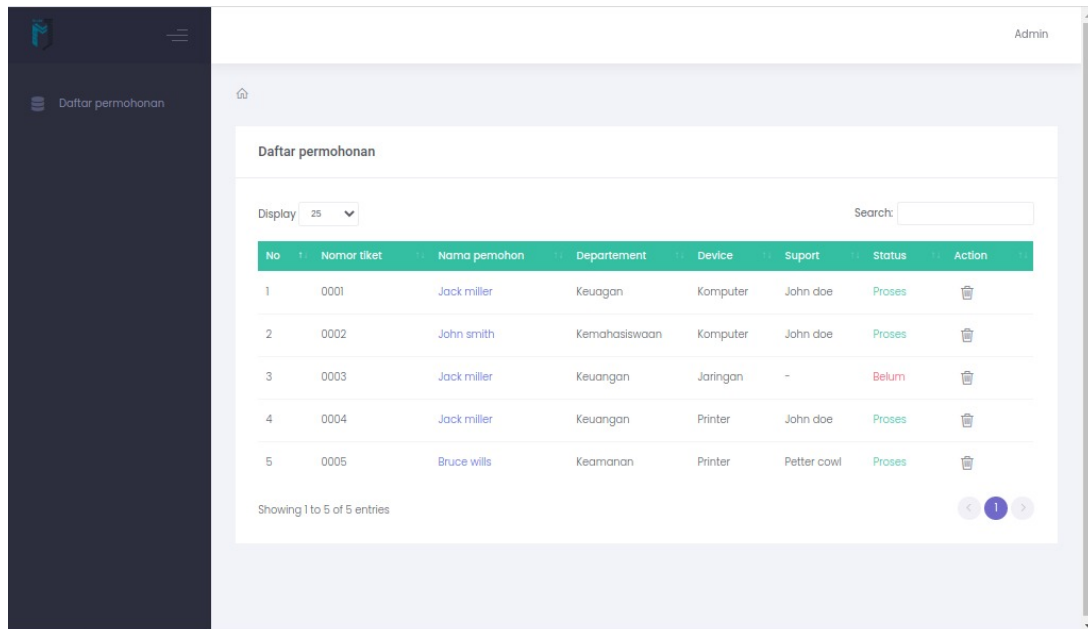 Admin
Daftar permohonan
Daftar permohonan
Display 25 Search:
No Nomor tiket Nama pemohon Departement Device Suport Status Action
1 0001 Jack miller Keuagan Komputer John doe Proses
2 0002 John smith Kemahasiswaan Komputer John doe Proses
3 0003 Jack miller Keuangan Jaringan - Belum
4 0004 Jack miller Keuangan Printer John doe Proses
5 0005 Bruce wills Keamanan Printer Petter cowl Proses
Showing 1 to 5 of 5 entries < 1 >